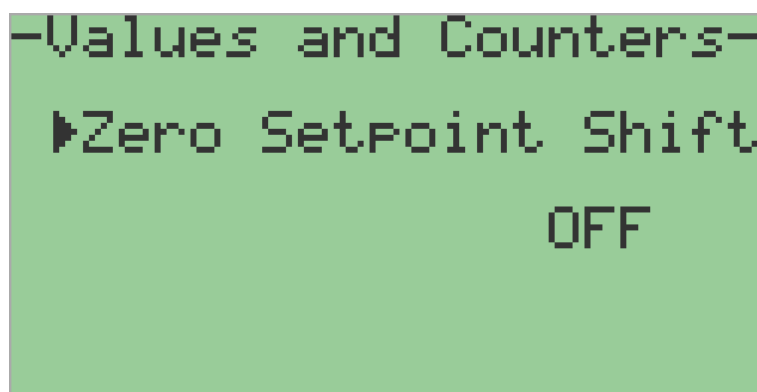 -Values and Counters-
▶Zero Setpoint Shift
OFF